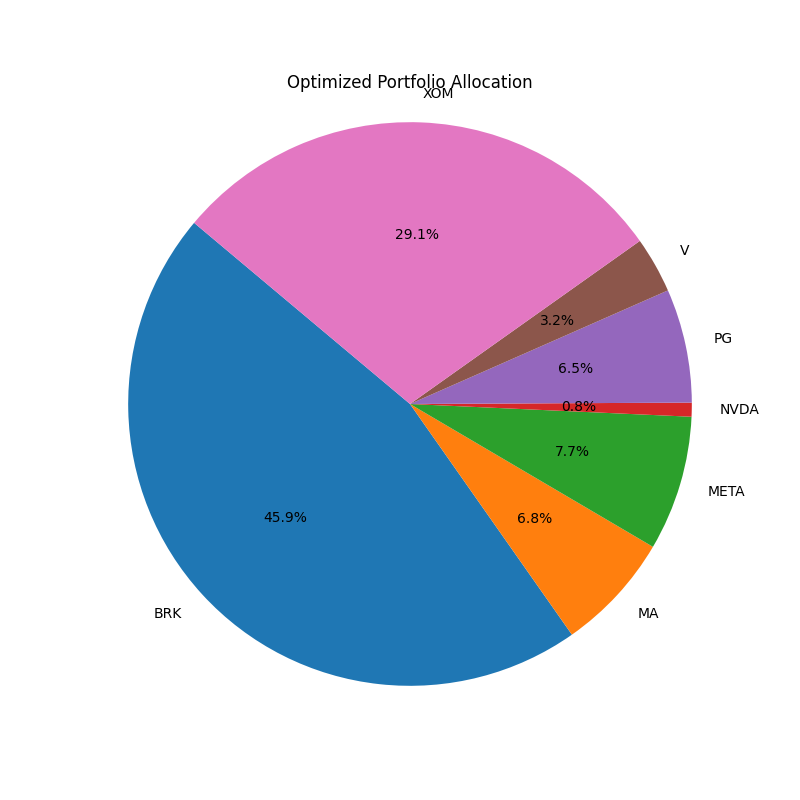 Optimized Portfolio Allocation
XOM
29.1%
V
3.2%
PG
6.5%
0.8%
NVDA
7.7%
META
45.9%
6.8%
BRK
MA